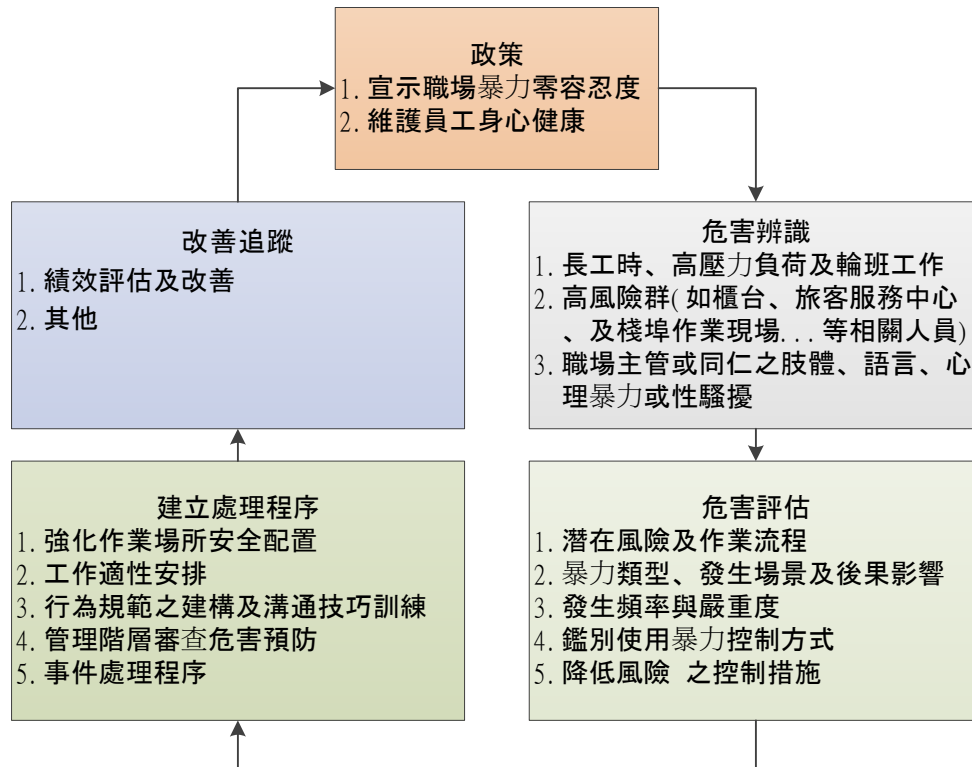 政策
1. 宣示職場暴力零容忍度
2. 維護員工身心健康
危害辨識
1. 長工時、高壓力負荷及輪班工作
2. 高風險群(如櫃台、旅客服務中心
、及棧埠作業現場...等相關人員)
3. 職場主管或同仁之肢體、語言、心
理暴力或性騷擾
危害評估
1. 潛在風險及作業流程
2. 暴力類型、發生場景及後果影響
3. 發生頻率與嚴重度
4. 鑑別使用暴力控制方式
5. 降低風險 之控制措施
建立處理程序
1. 強化作業場所安全配置
2. 工作適性安排
3. 行為規範之建構及溝通技巧訓練
4. 管理階層審查危害預防
5. 事件處理程序
改善追蹤
1. 績效評估及改善
2. 其他